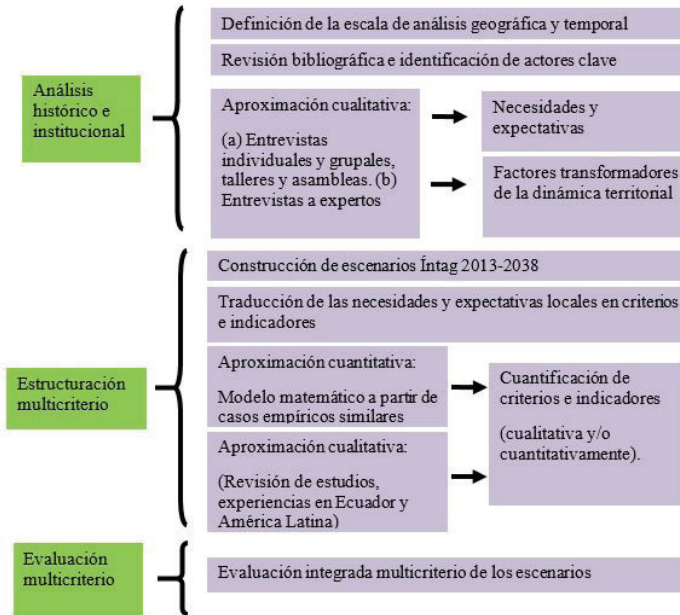 Análisis
histórico e
institucional
Definición de la escala de análisis geográfica y temporal
Revisión bibliográfica e identificación de actores clave
Aproximación cualitativa:
(a) Entrevistas
individuales y grupales,
talleres y asambleas. (b)
Entrevistas a expertos
Necesidades y
expectativas
Factores transformadores
de la dinámica territorial
Estructuración
multicriterio
Construcción de escenarios Íntag 2013-2038
Traducción de las necesidades y expectativas locales en criterios
e indicadores
Aproximación cuantitativa:
Modelo matemático a partir de
casos empíricos similares
Aproximación cualitativa:
(Revisión de estudios,
experiencias en Ecuador y
América Latina)
Cuantificación de
criterios e indicadores
(cualitativa y/o
cuantitativamente).
Evaluación
multicriterio
Evaluación integrada multicriterio de los escenarios